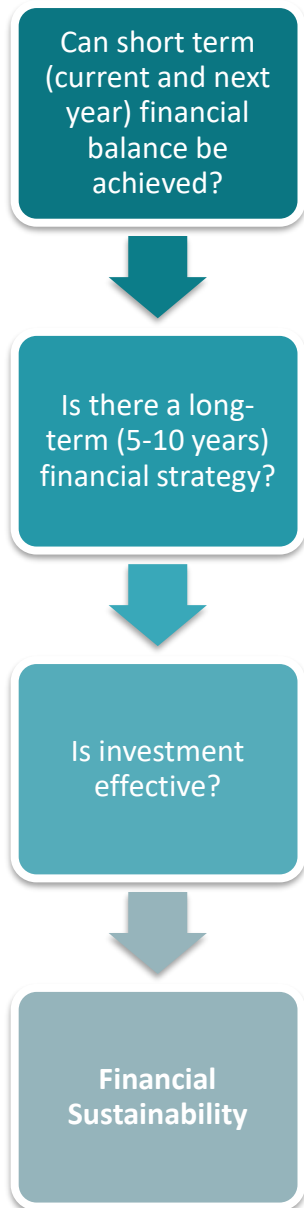 Can short term
(current and next
year) financial
balance be
achieved?
Is there a long-
term (5-10 years)
financial strategy?
Is investment
effective?
Financial
Sustainability